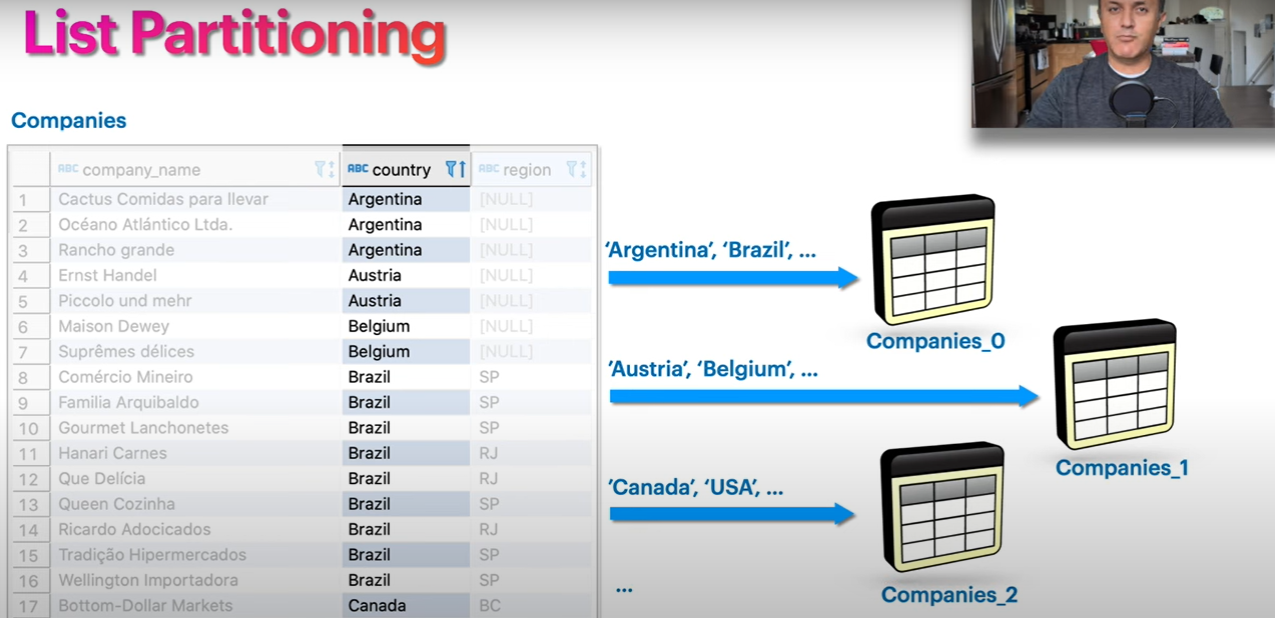 List Partitioning
Companies
ABC company_name ABC country ABC region
1 Cactus Comidas para llevar Argentina [NULL]
2 Océano Atlántico Ltda. Argentina [NULL]
3 Rancho grande Argentina [NULL]
4 Ernst Handel Austria [NULL]
5 Piccolo und mehr Austria [NULL]
6 Maison Dewey Belgium [NULL]
7 Suprêmes délices Belgium [NULL]
8 Comércio Mineiro Brazil SP
9 Familia Arquibaldo Brazil SP
10 Gourmet Lanchonetes Brazil SP
11 Hanari Carnes Brazil RJ
12 Que Delícia Brazil RJ
13 Queen Cozinha Brazil SP
14 Ricardo Adocicados Brazil RJ
15 Tradição Hipermercados Brazil SP
16 Wellington Importadora Brazil SP
17 Bottom-Dollar Markets Canada BC
‘Argentina’, ‘Brazil’, ...
Companies_0
’Austria’, ‘Belgium’, ...
Companies_1
’Canada’, ‘USA’, ...
Companies_2
...